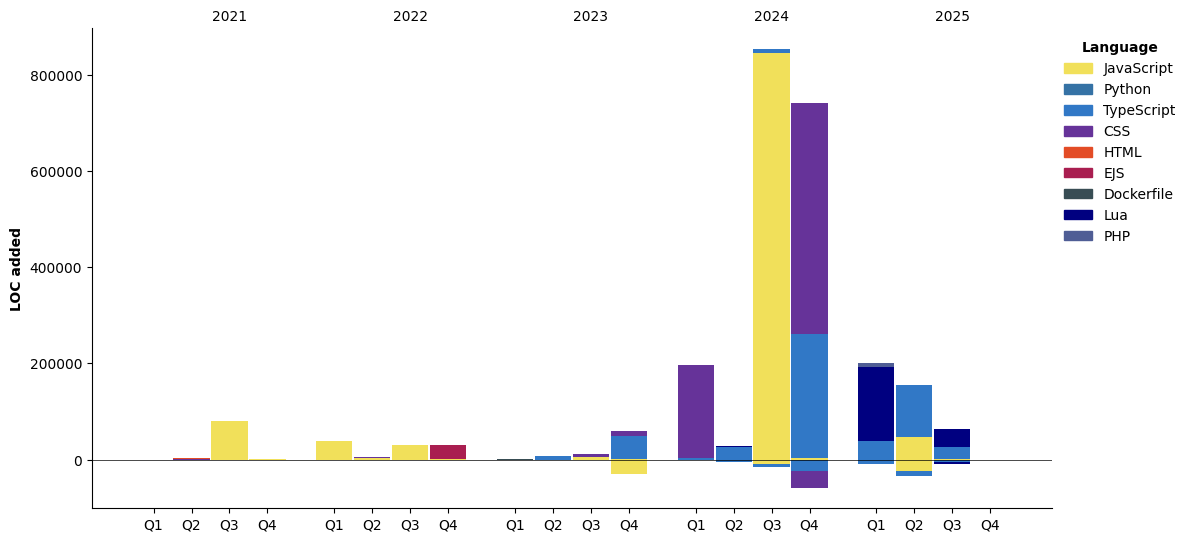 2021 2022 2023 2024 2025
Language
JavaScript
Python
TypeScript
CSS
HTML
EJS
Dockerfile
Lua
PHP
LOC added
800000
600000
400000
200000
0
Q1 Q2 Q3 Q4 Q1 Q2 Q3 Q4 Q1 Q2 Q3 Q4 Q1 Q2 Q3 Q4 Q1 Q2 Q3 Q4